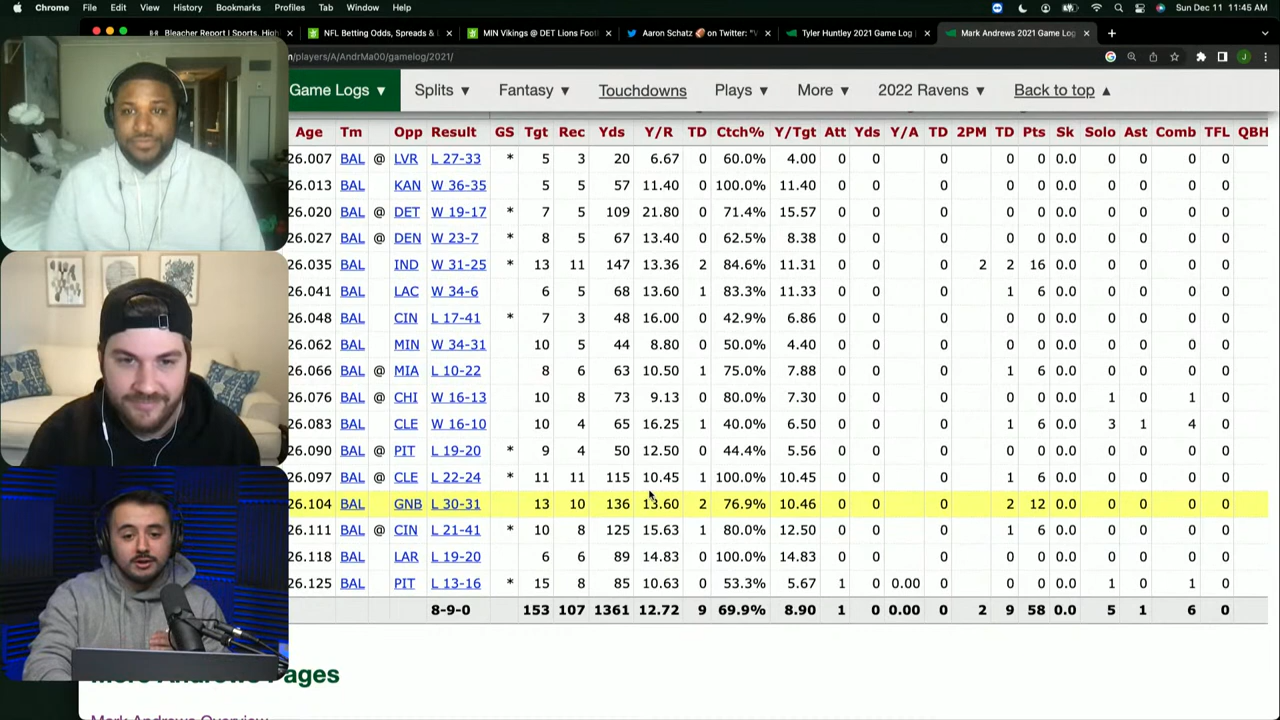 Chrome File Edit View History Bookmarks Profiles Tab Window Help Sun Dec 11 11:45 AM
Bleacher Report | Sports, High NFL Betting Odds, Spreads & MIN Vikings @ DET Lions Foot Aaron Schatz on Twitter: "V Tyler Huntley 2021 Game Log Mark Andrews 2021 Game Log
m/players/A/AndrMa00/gamelog/2021/
Game Logs ▼ Splits ▼ Fantasy ▼ Touchdowns Plays ▼ More ▼ 2022 Ravens ▼ Back to top ▲
Age Tm Opp Result GS Tgt Rec Yds Y/R TD Ctch% Y/Tgt Att Yds Y/A TD 2PM TD Pts Sk Solo Ast Comb TFL QBH
26.007 BAL @ LVR L 27-33 * 5 3 20 6.67 0 60.0% 4.00 0 0 0 0 0 0.0 0 0 0 0
26.013 BAL KAN W 36-35 5 5 57 11.40 0 100.0% 11.40 0 0 0 0 0 0.0 0 0 0 0
26.020 BAL @ DET W 19-17 * 7 5 109 21.80 0 71.4% 15.57 0 0 0 0 0 0.0 0 0 0 0
26.027 BAL @ DEN W 23-7 * 8 5 67 13.40 0 62.5% 8.38 0 0 0 0 0 0.0 0 0 0 0
26.035 BAL IND W 31-25 * 13 11 147 13.36 2 84.6% 11.31 0 0 0 2 2 16 0.0 0 0 0 0
26.041 BAL LAC W 34-6 6 5 68 13.60 1 83.3% 11.33 0 0 0 1 6 0.0 0 0 0 0
26.048 BAL CIN L 17-41 * 7 3 48 16.00 0 42.9% 6.86 0 0 0 0 0 0.0 0 0 0 0
26.062 BAL MIN W 34-31 10 5 44 8.80 0 50.0% 4.40 0 0 0 0 0 0.0 0 0 0 0
26.066 BAL @ MIA L 10-22 8 6 63 10.50 1 75.0% 7.88 0 0 0 1 6 0.0 0 0 0 0
26.076 BAL @ CHI W 16-13 10 8 73 9.13 0 80.0% 7.30 0 0 0 0 0 0.0 1 0 1 0
26.083 BAL CLE W 16-10 10 4 65 16.25 1 40.0% 6.50 0 0 0 1 6 0.0 3 1 4 0
26.090 BAL @ PIT L 19-20 * 9 4 50 12.50 0 44.4% 5.56 0 0 0 0 0 0.0 0 0 0 0
26.097 BAL @ CLE L 22-24 * 11 11 115 10.45 1 100.0% 10.45 0 0 0 1 6 0.0 0 0 0 0
26.104 BAL GNB L 30-31 * 13 10 136 13.60 2 76.9% 10.46 0 0 0 2 12 0.0 0 0 0 0
26.111 BAL @ CIN L 21-41 10 8 125 15.63 1 80.0% 12.50 0 0 0 1 6 0.0 0 0 0 0
26.118 BAL LAR L 19-20 6 6 89 14.83 0 100.0% 14.83 0 0 0 0 0 0.0 0 0 0 0
26.125 BAL PIT L 13-16 * 15 8 85 10.63 0 53.3% 5.67 0 0 0.00 0 0 0 0.0 1 0 1 0
8-9-0 153 107 1361 12.72 9 69.9% 8.90 0 0 0.00 0 2 9 58 0.0 5 1 6 0
More Andrews Pages
Mark Andrews Overview